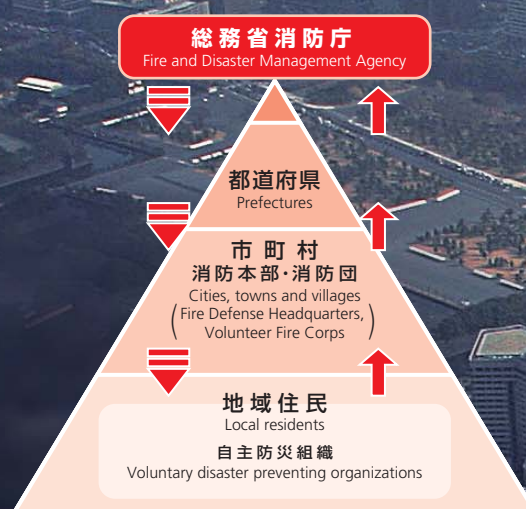 総務省消防庁
Fire and Disaster Management Agency
都道府県
Prefectures
市町村
消防本部・消防団
Cities, towns and villages
(Fire Defense Headquarters,
Volunteer Fire Corps)
地域住民
Local residents
自主防災組織
Voluntary disaster preventing organizations